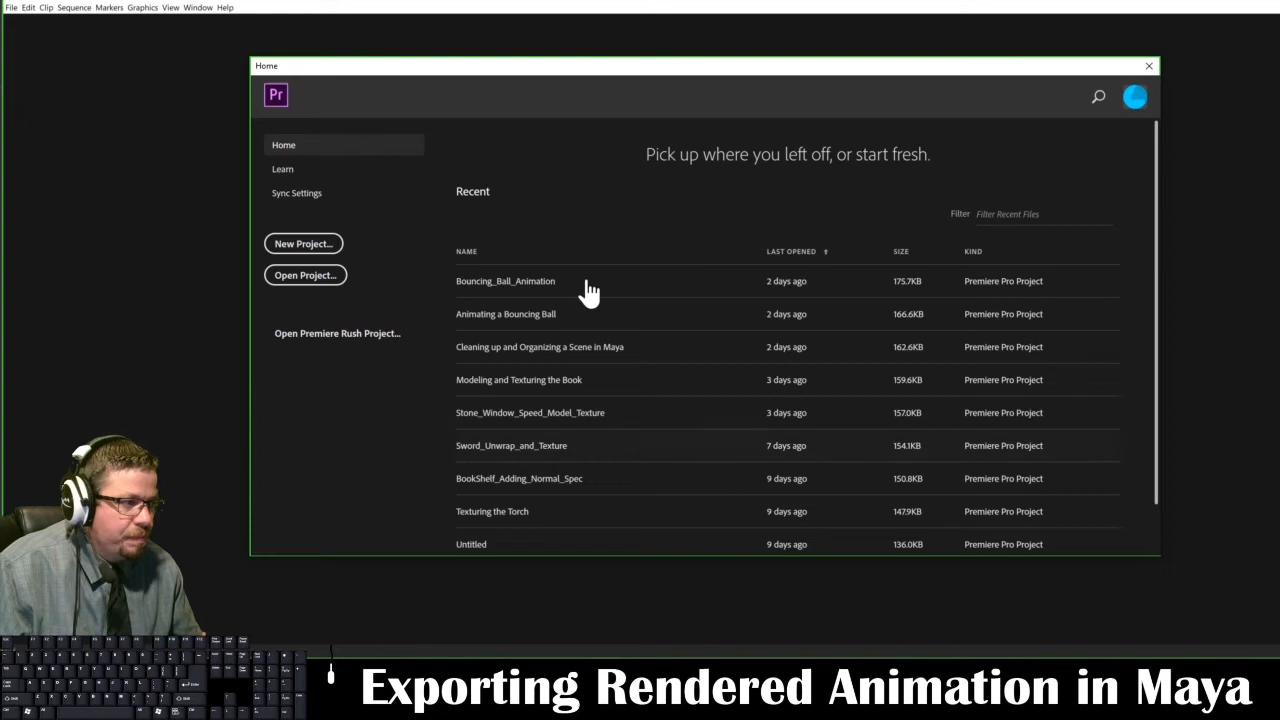 File Edit Clip Sequence Markers Graphics View Window Help
Home
Pr
Home
Learn
Sync Settings
New Project...
Open Project...
Open Premiere Rush Project...
Pick up where you left off, or start fresh.
Recent
Filter Filter Recent Files
NAME LAST OPENED SIZE KIND
Bouncing_Ball_Animation 2 days ago 175.7KB Premiere Pro Project
Animating a Bouncing Ball 2 days ago 166.6KB Premiere Pro Project
Cleaning up and Organizing a Scene in Maya 2 days ago 162.6KB Premiere Pro Project
Modeling and Texturing the Book 3 days ago 159.6KB Premiere Pro Project
Stone_Window_Speed_Model_Texture 3 days ago 157.0KB Premiere Pro Project
Sword_Unwrap_and_Texture 7 days ago 154.1KB Premiere Pro Project
BookShelf_Adding_Normal_Spec 9 days ago 150.8KB Premiere Pro Project
Texturing the Torch 9 days ago 147.9KB Premiere Pro Project
Untitled 9 days ago 136.0KB Premiere Pro Project
Exporting Rendered Animation in Maya